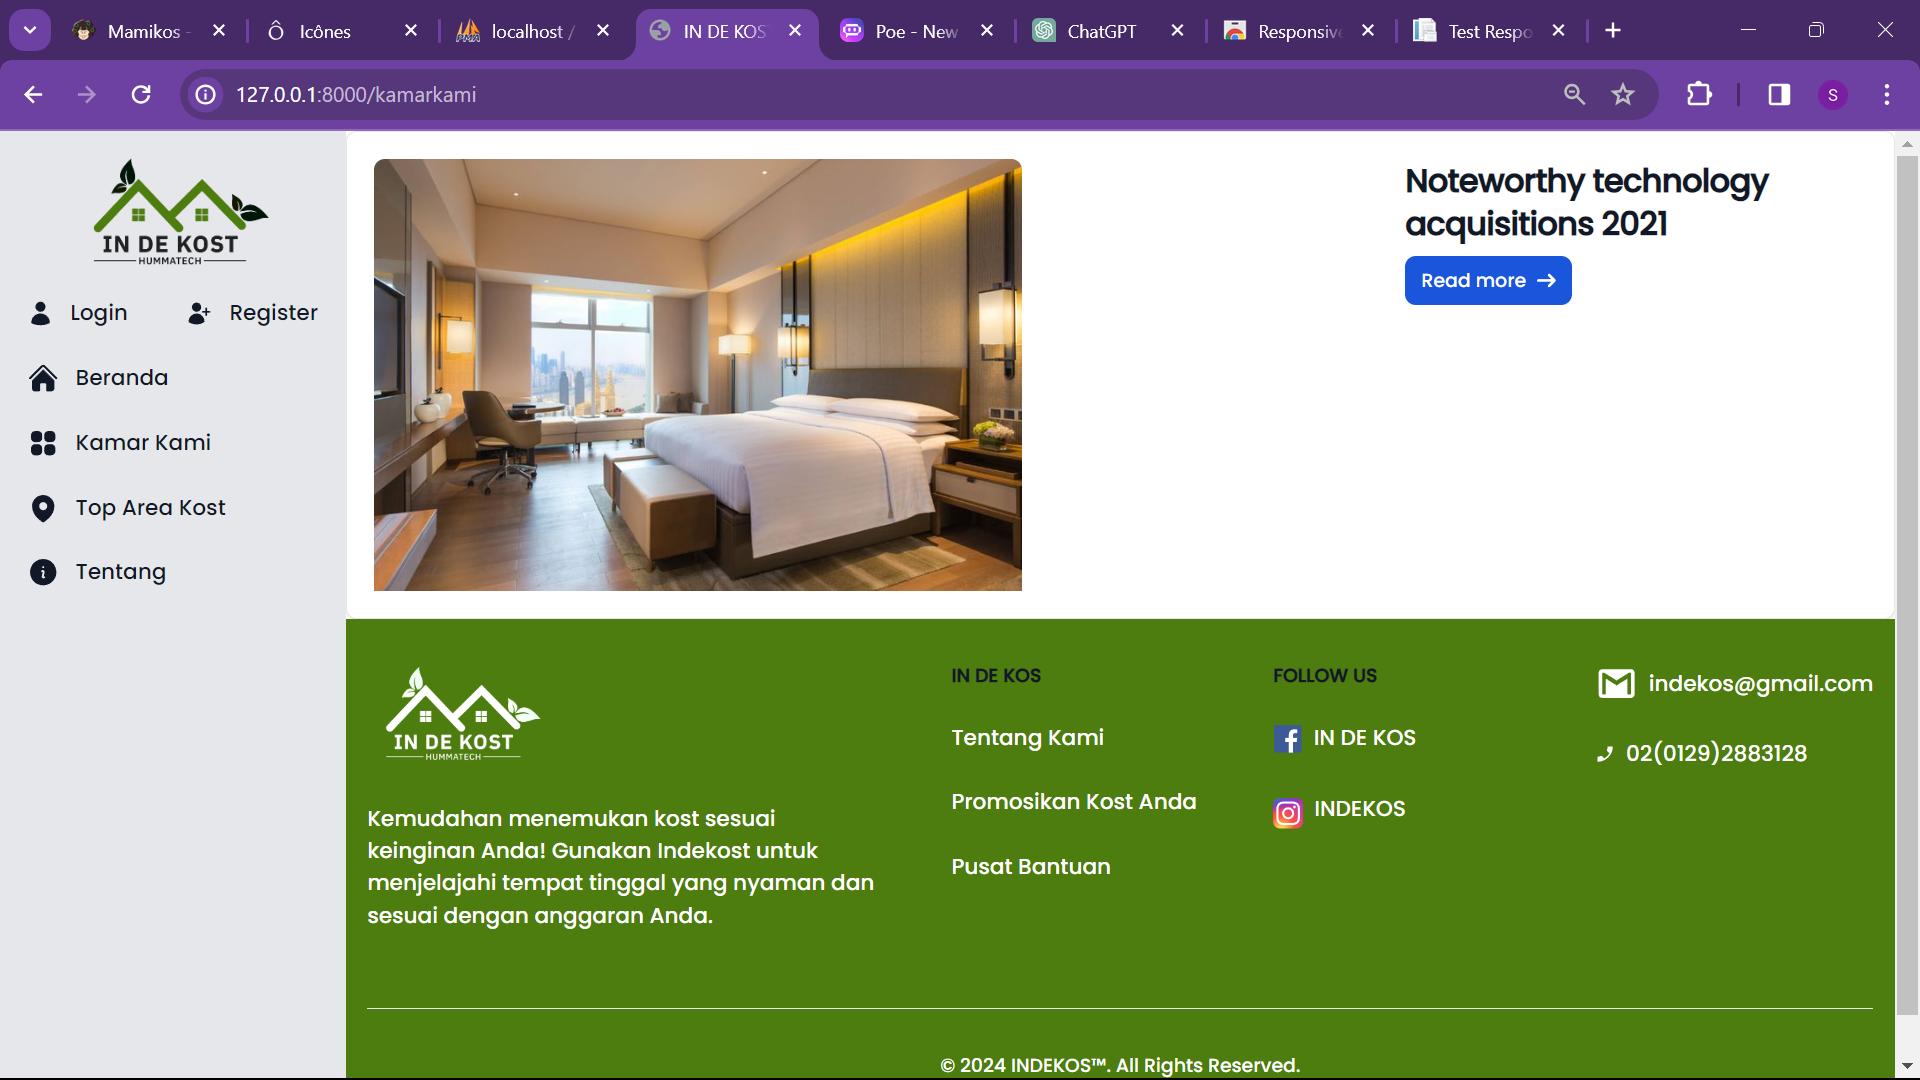 Mamikos -
Icônes
localhost /
IN DE KOS
Poe - New
ChatGPT
Responsiv
Test Respo
127.0.0.1:8000/kamarkami
S
IN DE KOST
HUMMATECH
Login
Register
Beranda
Kamar Kami
Top Area Kost
Tentang
Noteworthy technology
acquisitions 2021
Read more
IN DE KOST
HUMMATECH
Kemudahan menemukan kost sesuai
keinginan Anda! Gunakan Indekost untuk
menjelajahi tempat tinggal yang nyaman dan
sesuai dengan anggaran Anda.
IN DE KOS
Tentang Kami
Promosikan Kost Anda
Pusat Bantuan
FOLLOW US
IN DE KOS
INDEKOS
indekos@gmail.com
02(0129)2883128
© 2024 INDEKOS™. All Rights Reserved.